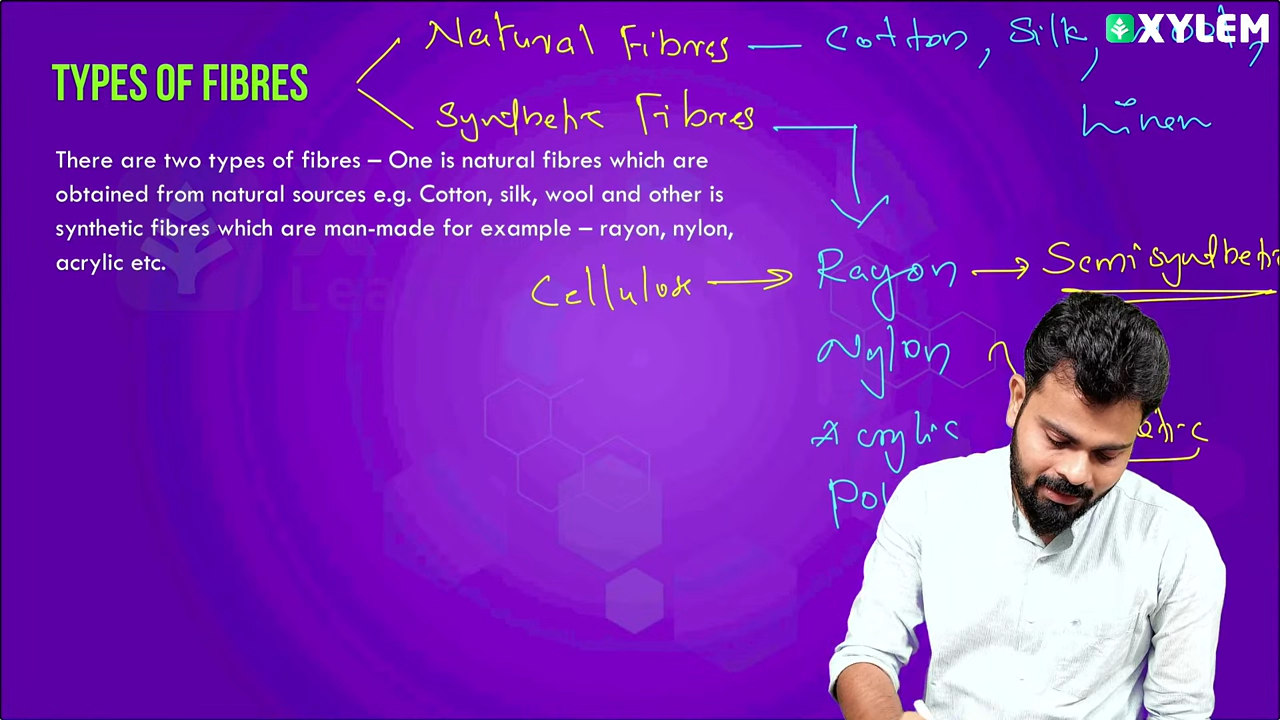 XYLEM
TYPES OF FIBRES
Natural Fibres — Cotton, Silk,
Linen
Synthetic Fibres
There are two types of fibres – One is natural fibres which are
obtained from natural sources e.g. Cotton, silk, wool and other is
synthetic fibres which are man-made for example – rayon, nylon,
acrylic etc.
Cellulose → Rayon → Semisynthetic
Nylon
Acrylic